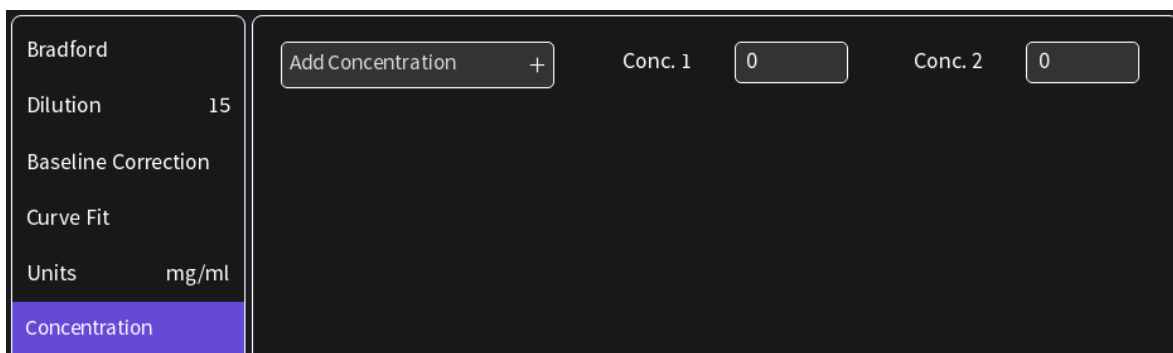 Bradford
Dilution 15
Baseline Correction
Curve Fit
Units mg/ml
Concentration
Add Concentration +
Conc. 1 0
Conc. 2 0